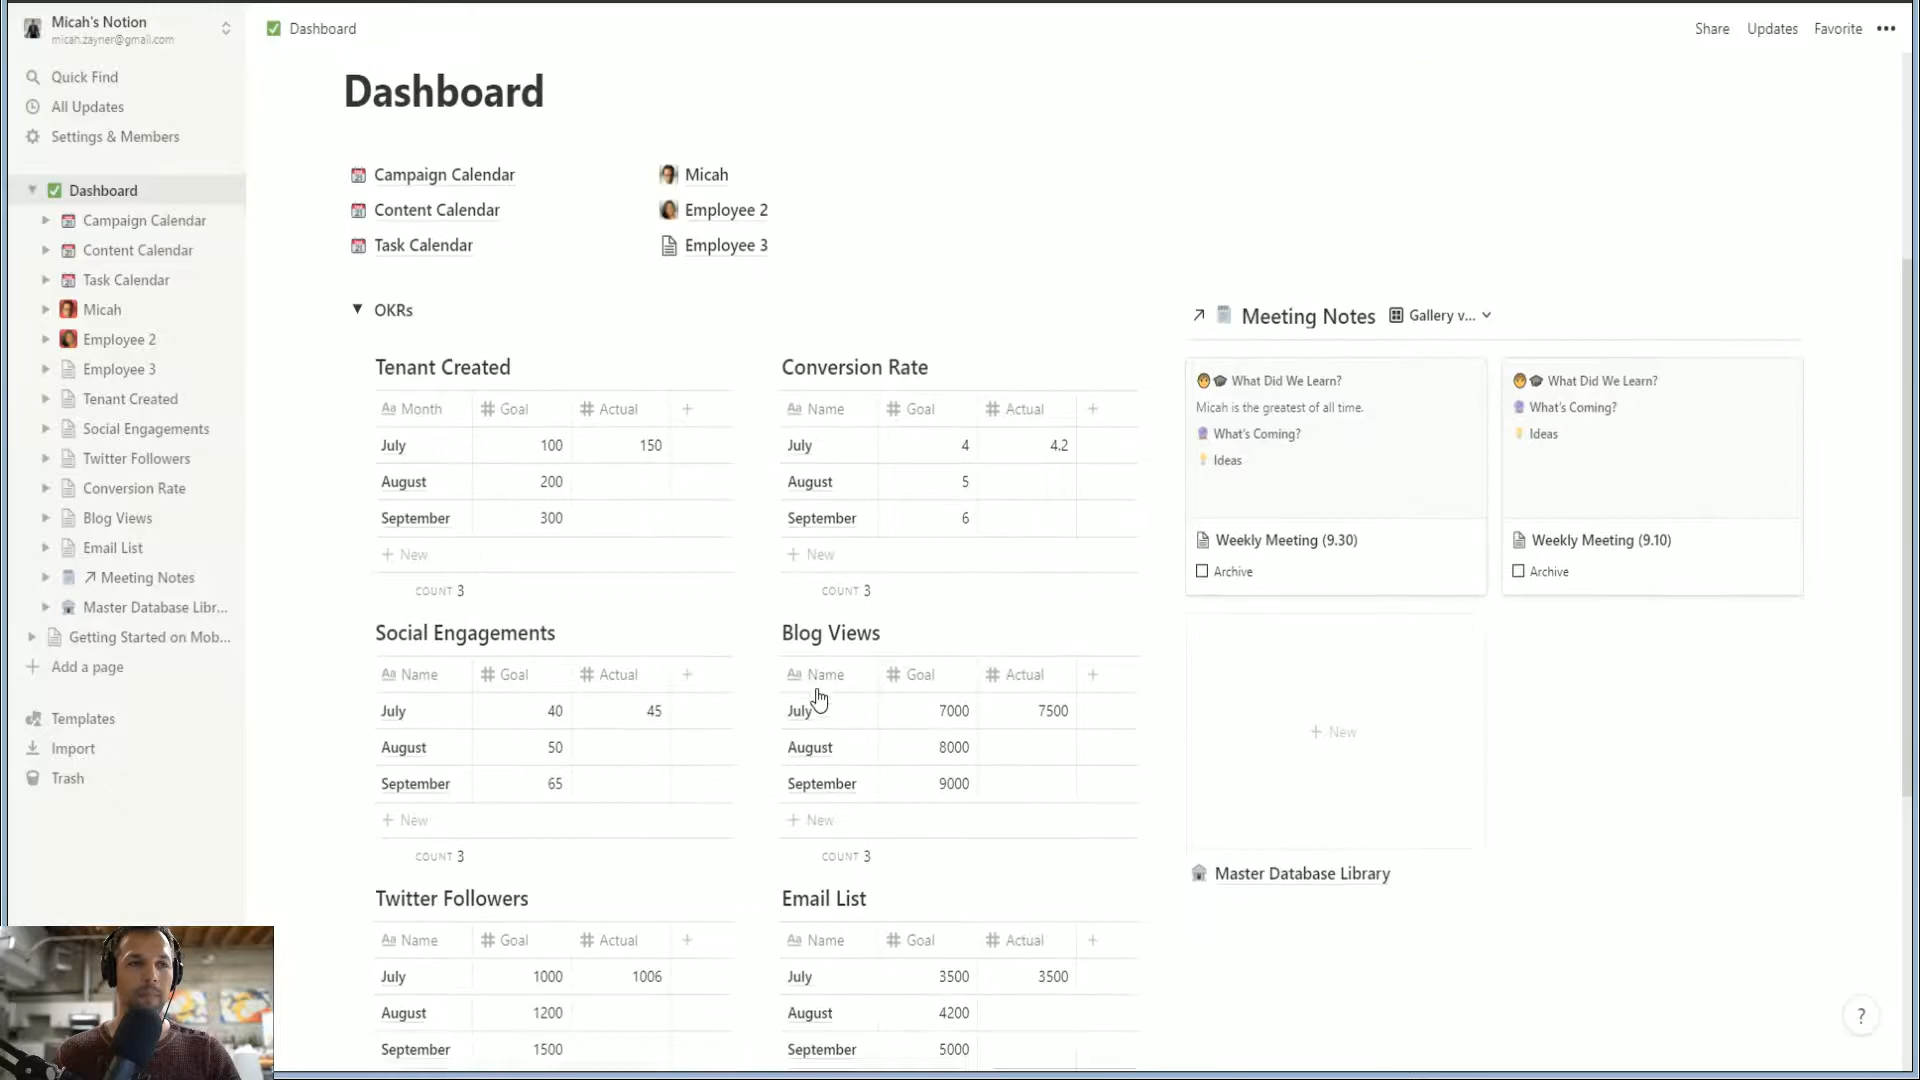 Micah's Notion
micah.zayner@gmail.com
Quick Find
All Updates
Settings & Members
Dashboard
Campaign Calendar
Content Calendar
Task Calendar
Micah
Employee 2
Employee 3
Tenant Created
Social Engagements
Twitter Followers
Conversion Rate
Blog Views
Email List
Meeting Notes
Master Database Libr...
Getting Started on Mob...
+ Add a page
Templates
Import
Trash
Dashboard
Share Updates Favorite •••
Dashboard
Campaign Calendar
Content Calendar
Task Calendar
Micah
Employee 2
Employee 3
OKRs
Tenant Created
Aa Month # Goal # Actual +
July 100 150
August 200
September 300
+ New
COUNT 3
Conversion Rate
Aa Name # Goal # Actual +
July 4 4.2
August 5
September 6
+ New
COUNT 3
Social Engagements
Aa Name # Goal # Actual +
July 40 45
August 50
September 65
+ New
COUNT 3
Blog Views
Aa Name # Goal # Actual +
July 7000 7500
August 8000
September 9000
+ New
COUNT 3
Twitter Followers
Aa Name # Goal # Actual +
July 1000 1006
August 1200
September 1500
Email List
Aa Name # Goal # Actual +
July 3500 3500
August 4200
September 5000
Meeting Notes Gallery v...
What Did We Learn?
Micah is the greatest of all time.
What's Coming?
Ideas
Weekly Meeting (9.30)
Archive
What Did We Learn?
What's Coming?
Ideas
Weekly Meeting (9.10)
Archive
+ New
Master Database Library
?